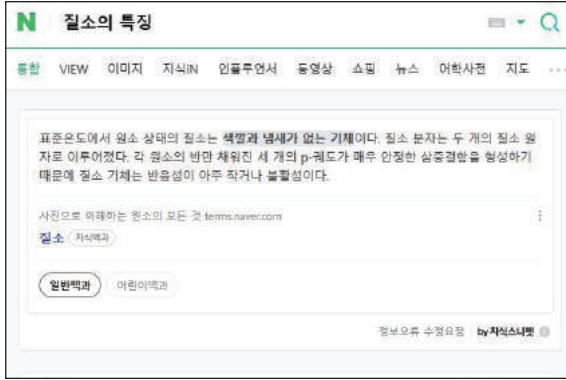 N 질소의 특징
통합 VIEW 이미지 지식iN 인플루언서 동영상 쇼핑 뉴스 어학사전 지도
표준온도에서 원소 상태의 질소는 색깔과 냄새가 없는 기체이다. 질소 분자는 두 개의 질소 원
자로 이루어졌다. 각 원소의 반만 채워진 세 개의 p-궤도가 매우 안정한 삼중결합을 형성하기
때문에 질소 기체는 반응성이 아주 작거나 불활성이다.
사진으로 이해하는 원소의 모든 것 terms.naver.com
질소 지식백과
일반백과 어린이백과
정보오류 수정요청 by 지식스니펫